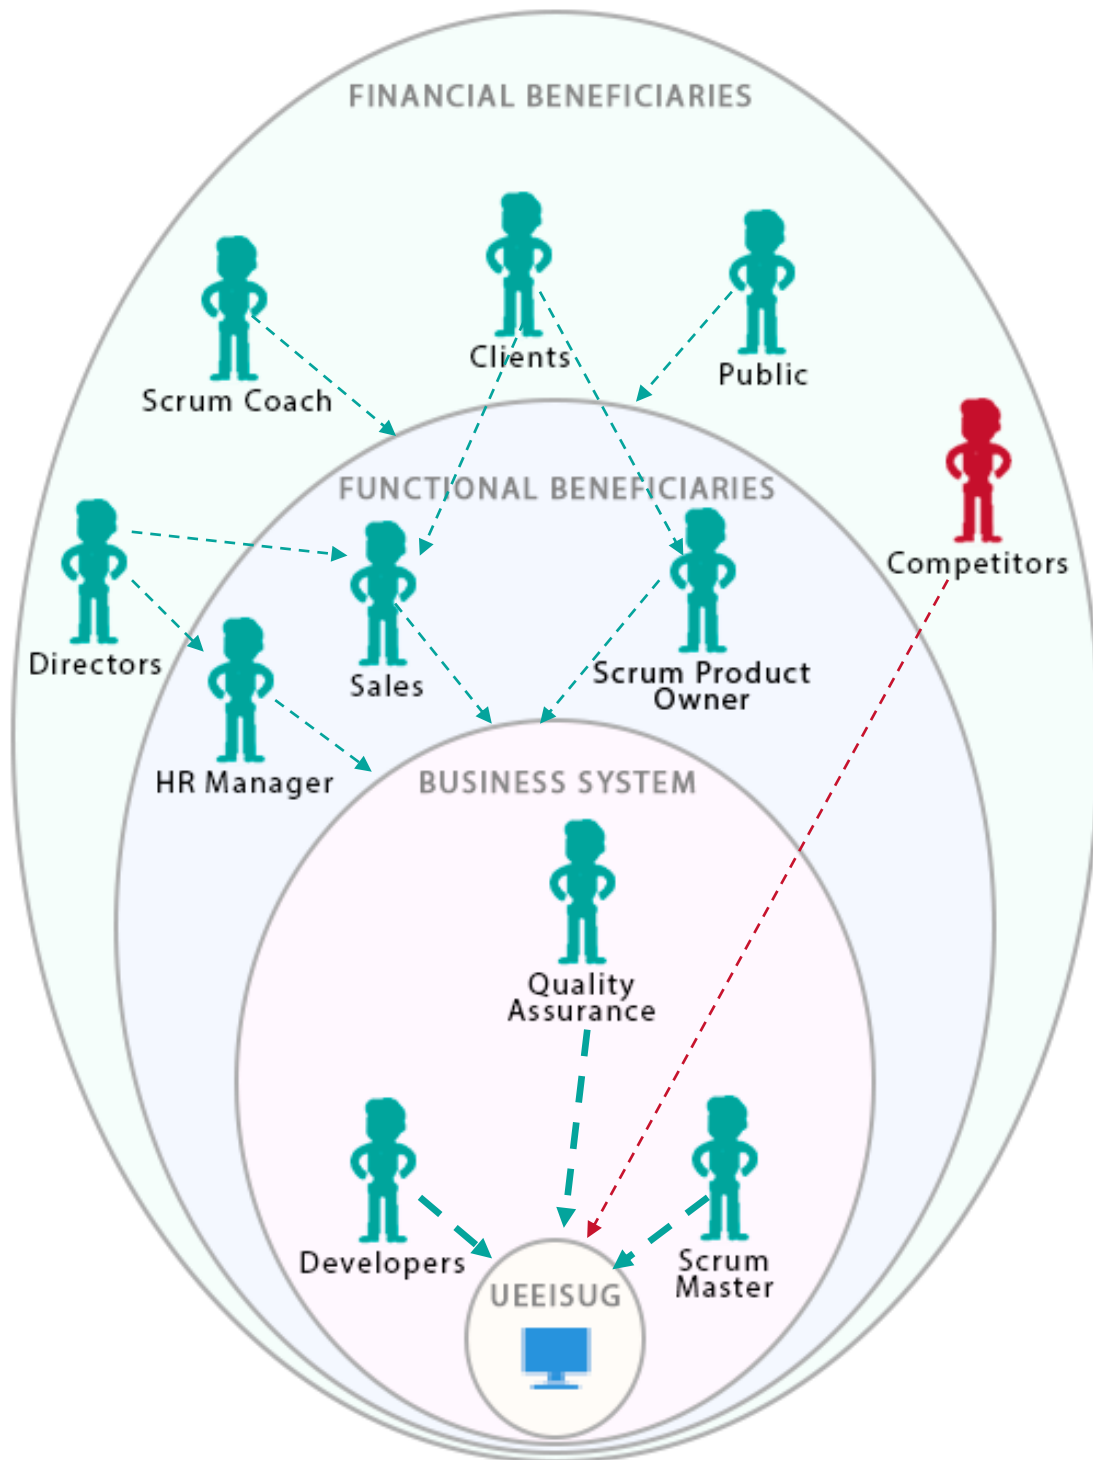 FINANCIAL BENEFICIARIES
Clients
Public
Scrum Coach
FUNCTIONAL BENEFICIARIES
Competitors
Directors
Sales
Scrum Product
Owner
HR Manager
BUSINESS SYSTEM
Quality
Assurance
Developers
Scrum
Master
UEEISUG